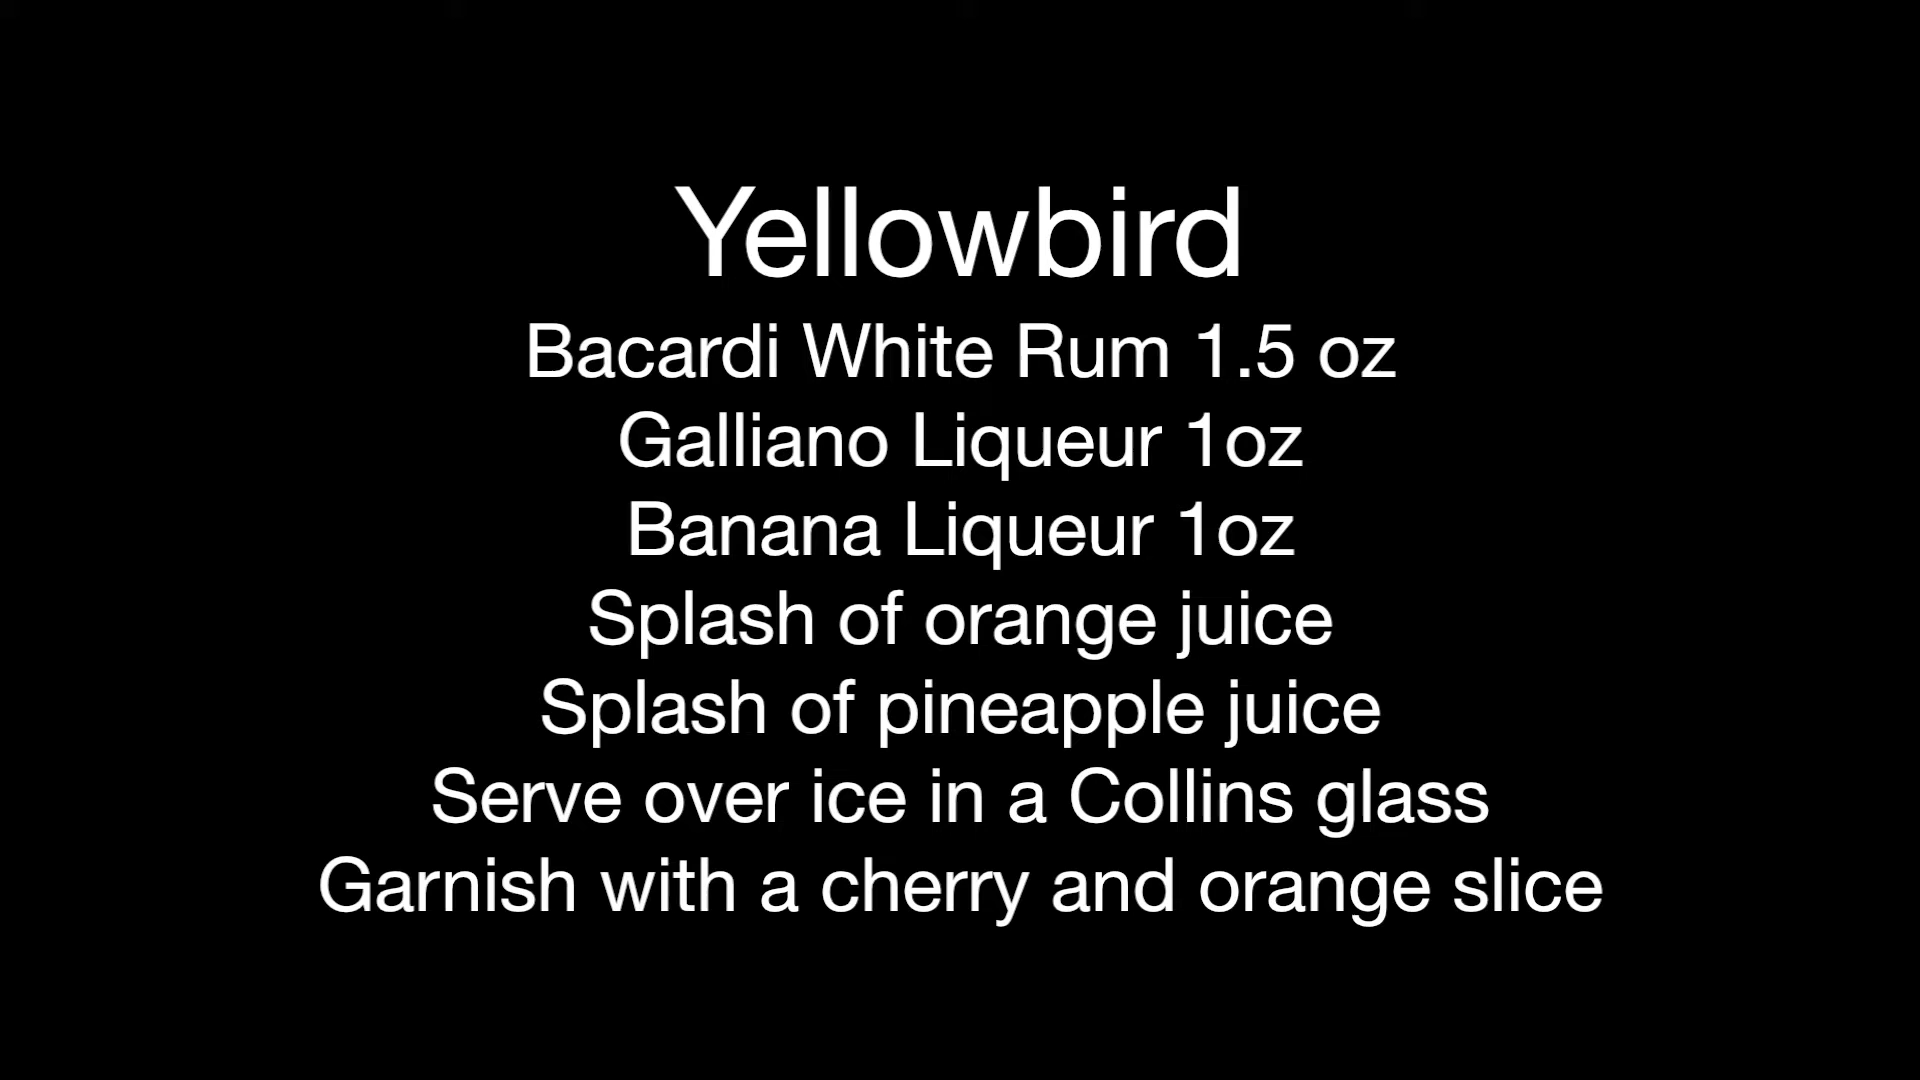 Yellowbird
Bacardi White Rum 1.5 oz
Galliano Liqueur 1oz
Banana Liqueur 1oz
Splash of orange juice
Splash of pineapple juice
Serve over ice in a Collins glass
Garnish with a cherry and orange slice